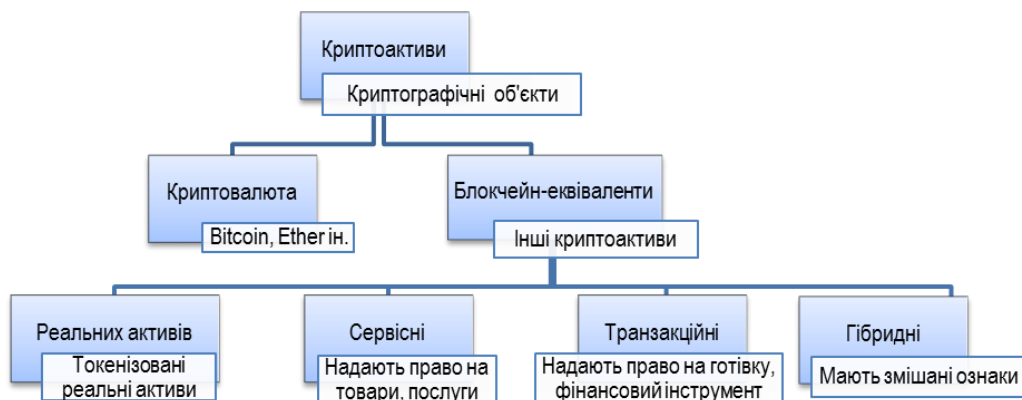 Криптоактиви
Криптографічні об'єкти
Криптовалюта
Bitcoin, Ether ін.
Блокчейн-еквіваленти
Інші криптоактиви
Реальних активів
Токенізовані
реальні активи
Сервісні
Надають право на
товари, послуги
Транзакційні
Надають право на готівку,
фінансовий інструмент
Гібридні
Мають змішані ознаки